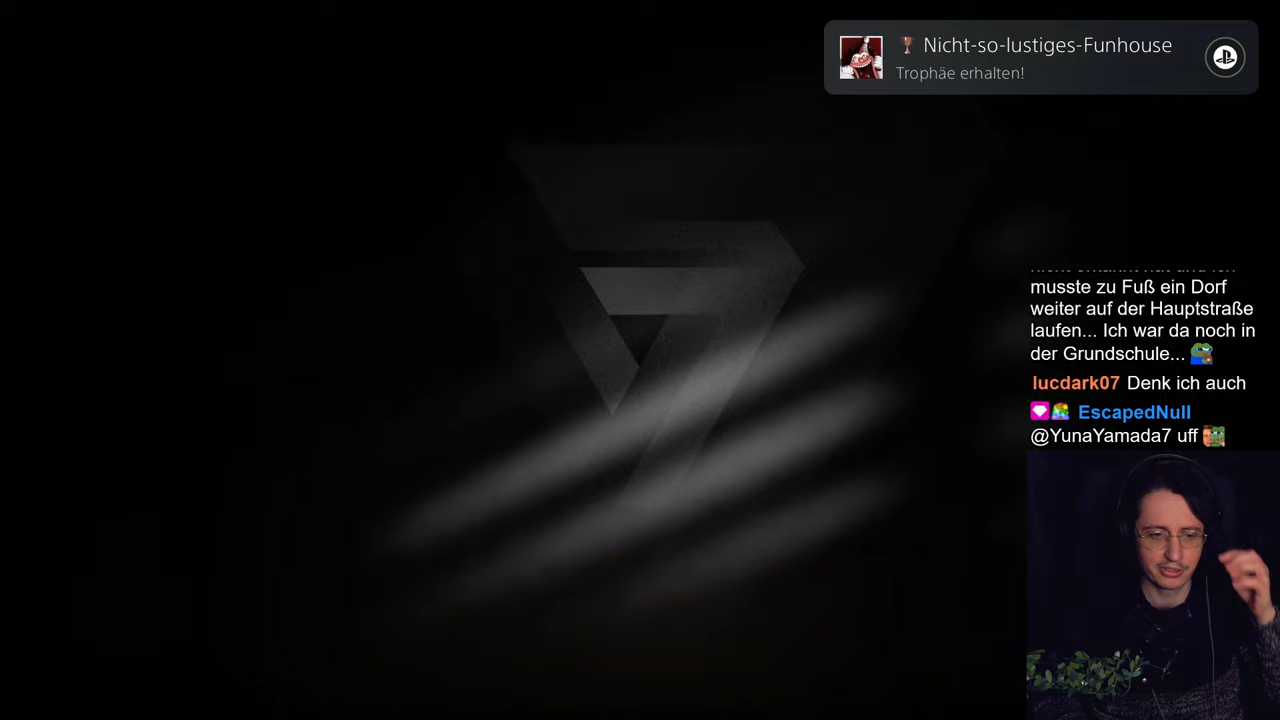 Nicht-so-lustiges-Funhouse
Trophäe erhalten!
musste zu Fuß ein Dorf
weiter auf der Hauptstraße
laufen... Ich war da noch in
der Grundschule...
lucdark07 Denk ich auch
EscapedNull
@YunaYamada7 uff